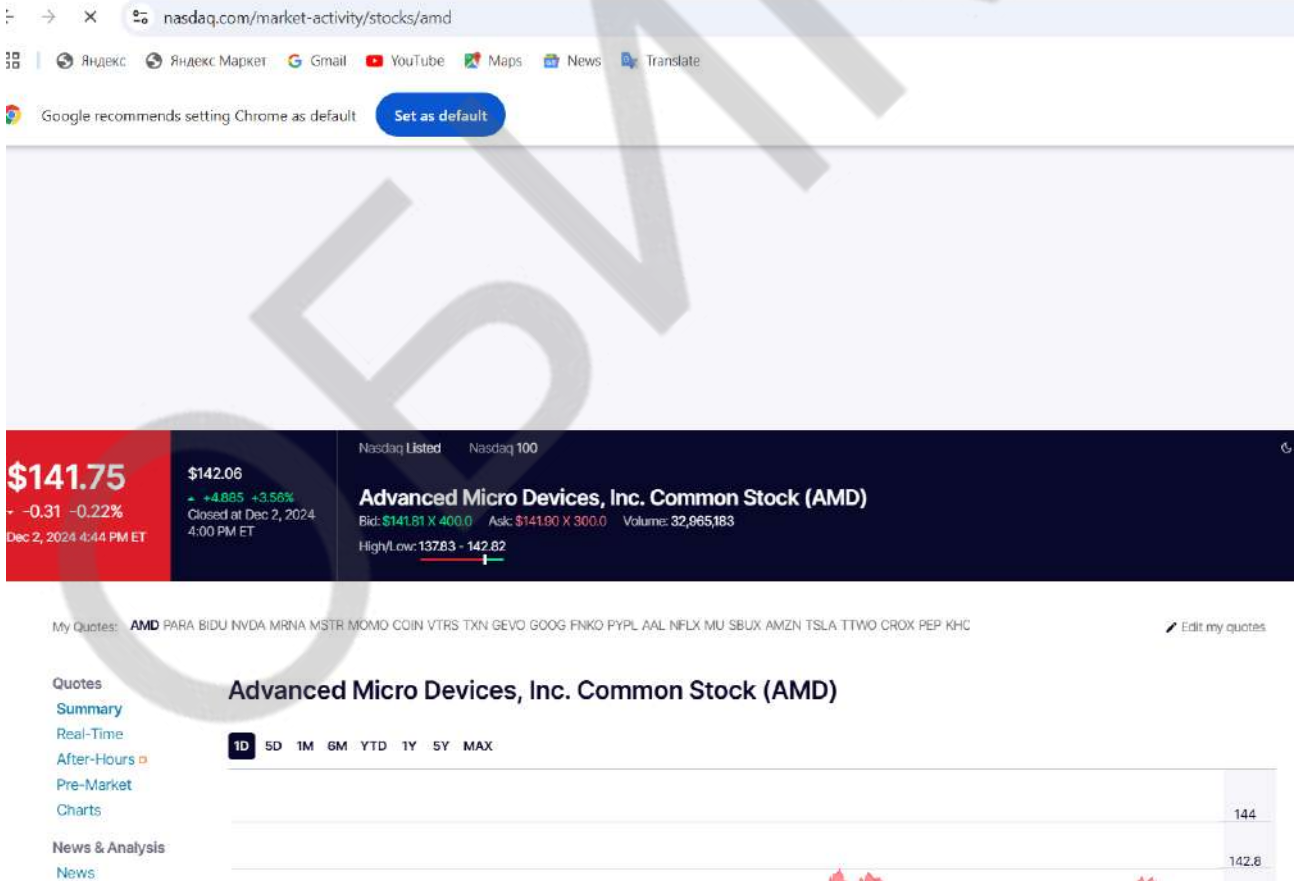 nasdaq.com/market-activity/stocks/amd
Яндекс Яндекс Маркет Gmail YouTube Maps News Translate
Google recommends setting Chrome as default Set as default
$141.75
-0.31 -0.22%
Dec 2, 2024 4:44 PM ET
$142.06
+4.885 +3.56%
Closed at Dec 2, 2024
4:00 PM ET
Nasdaq Listed Nasdaq 100
Advanced Micro Devices, Inc. Common Stock (AMD)
Bid: $141.81 X 400.0 Ask: $141.90 X 300.0 Volume: 32,965,183
High/Low: 137.83 - 142.82
My Quotes: AMD PARA BIDU NVDA MRNA MSTR MOMO COIN VTRS TXN GEVO GOOG FNKO PYPL AAL NFLX MU SBUX AMZN TSLA TTWO CROX PEP KHC
Edit my quotes
Quotes
Summary
Real-Time
After-Hours
Pre-Market
Charts
News & Analysis
News
Advanced Micro Devices, Inc. Common Stock (AMD)
1D 5D 1M 6M YTD 1Y 5Y MAX
144
142.8